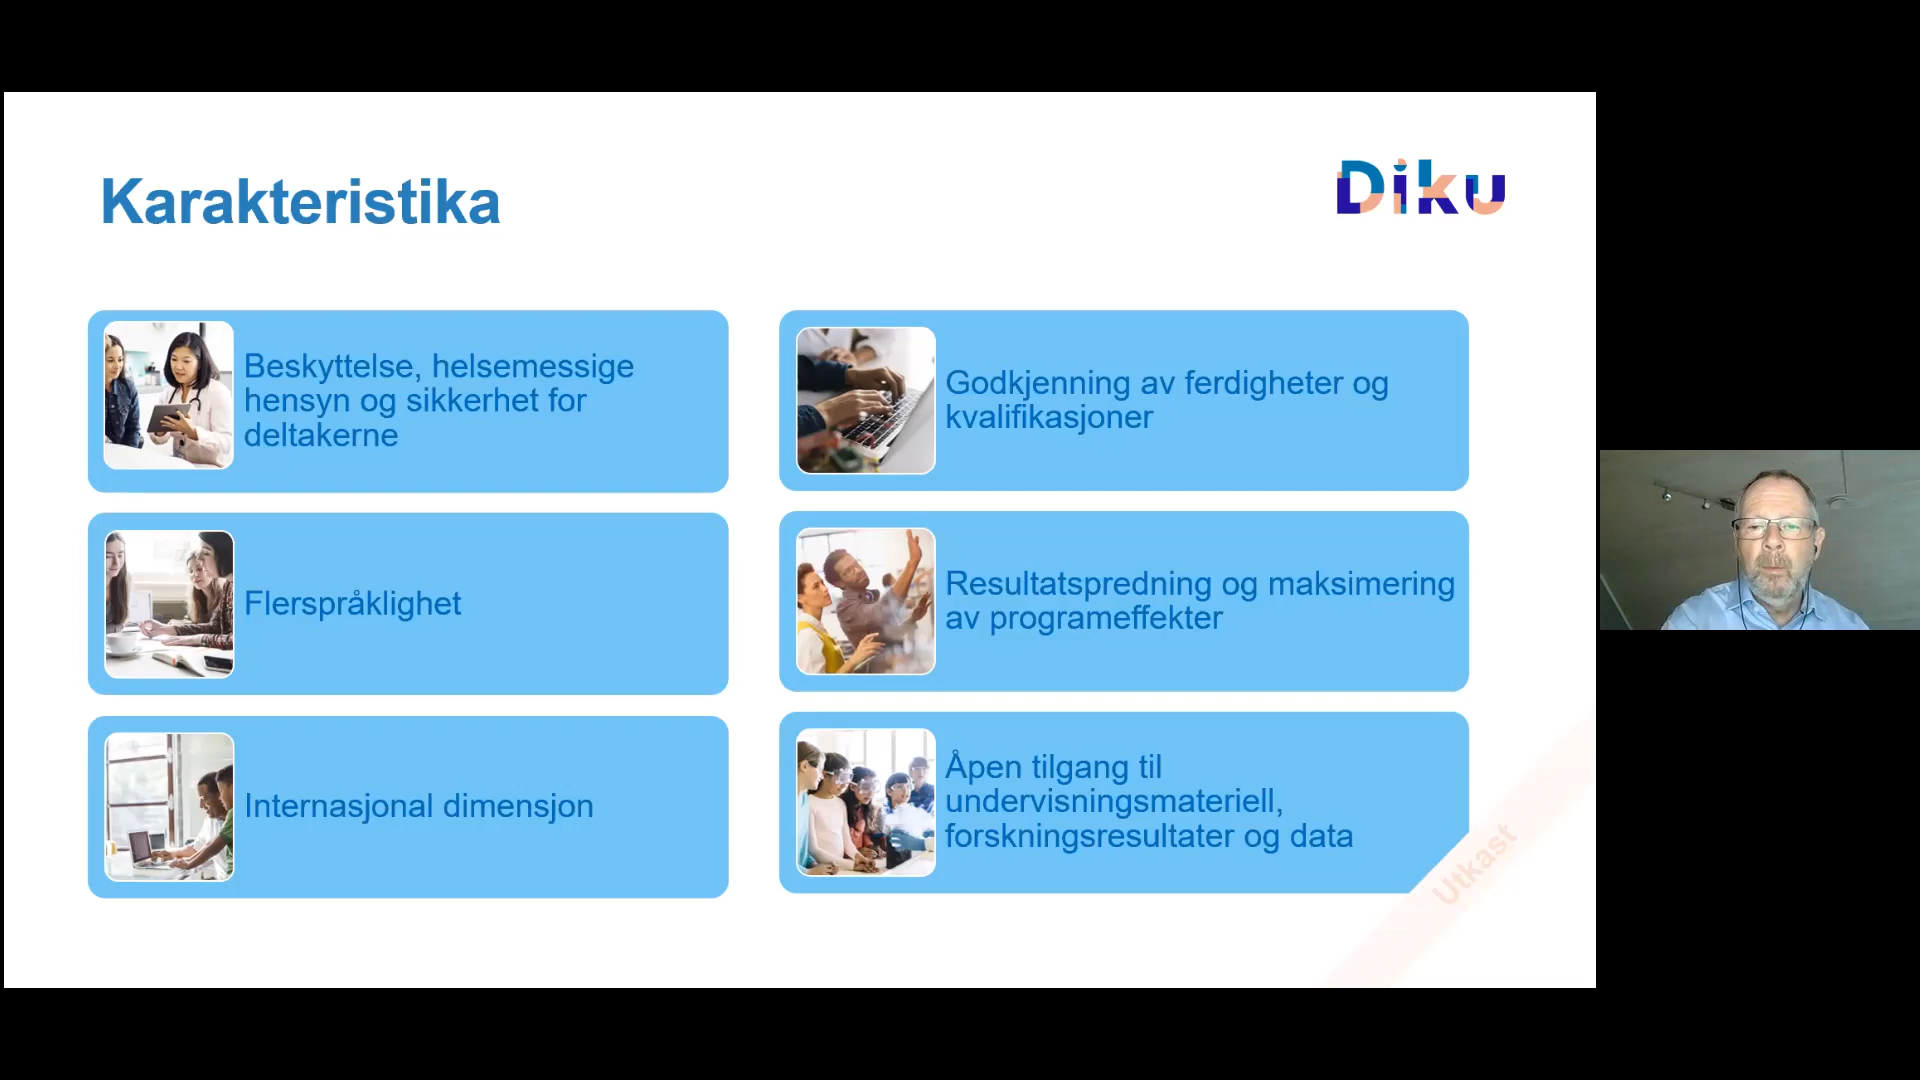 Karakteristika
Diku
Beskyttelse, helsemessige
hensyn og sikkerhet for
deltakerne
Flerspråklighet
Internasjonal dimensjon
Godkjenning av ferdigheter og
kvalifikasjoner
Resultatspredning og maksimering
av programeffekter
Åpen tilgang til
undervisningsmateriell,
forskningsresultater og data
Utkast